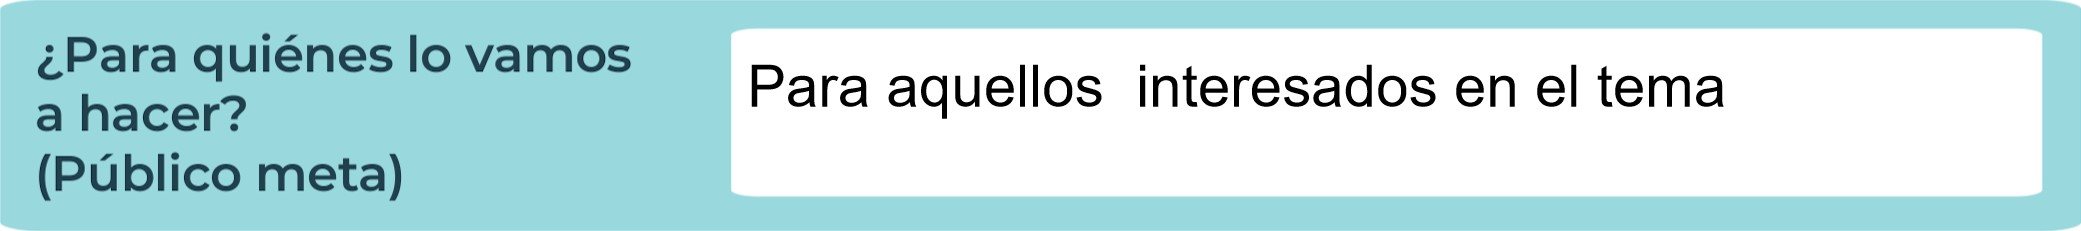 ¿Para quiénes lo vamos
a hacer?
(Público meta)
Para aquellos  interesados en el tema